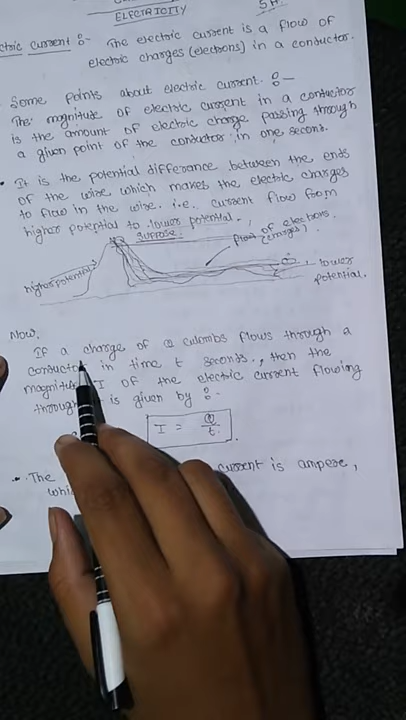 ELECTRICITY
ctric current :- The electric current is a flow of
electric charges (electrons) in a conductor.
Some points about electric current :-
The magnitude of electric current in a conductor
is the amount of electric charge passing through
a given point of the conductor in one second.
• It is the potential difference between the ends
of the wire which makes the electric charges
to flow in the wire. i.e. current flow from
higher potential to lower potential.
suppose
of electrons
(charges)
higher potential
lower
potential.
Now,
If a charge of Q culombs flows through a
conductor in time t seconds, then the
magnitude I of the electric current flowing
through is given by :-
I = Q/t
• The current is ampere,
whi